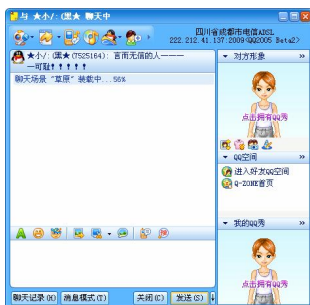 与 ★小/:(黑★ 聊天中
四川省成都市电信ADSL
222.212.41.137:2009<QQ2005 Beta2>
★小/:(黑★(7525164): 言而无信的人————可耻!!!!!
聊天场景“草原”装载中...56%
对方形象
点击拥有QQ秀
QQ空间
进入好友QQ空间
Q-ZONE首页
我的QQ秀
点击拥有QQ秀
聊天记录(H)
消息模式(T)
关闭(C)
发送(S)